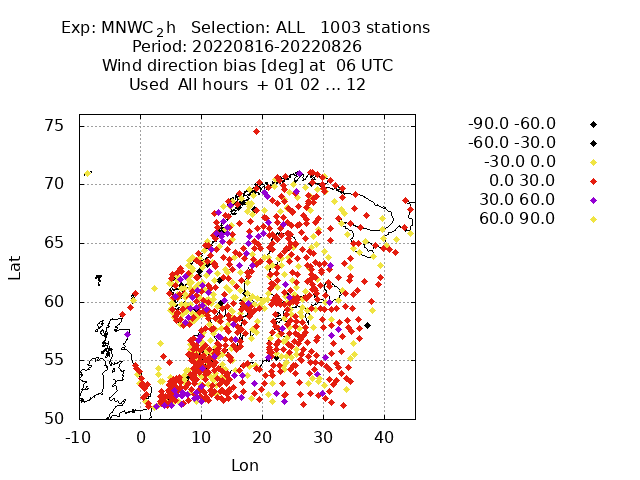 Exp: MNWC_2h Selection: ALL 1003 stations
Period: 20220816-20220826
Wind direction bias [deg] at 06 UTC
Used All hours + 01 02 ... 12
-90.0 -60.0
-60.0 -30.0
-30.0 0.0
0.0 30.0
30.0 60.0
60.0 90.0
75
70
65
60
55
50
Lat
-10 0 10 20 30 40
Lon